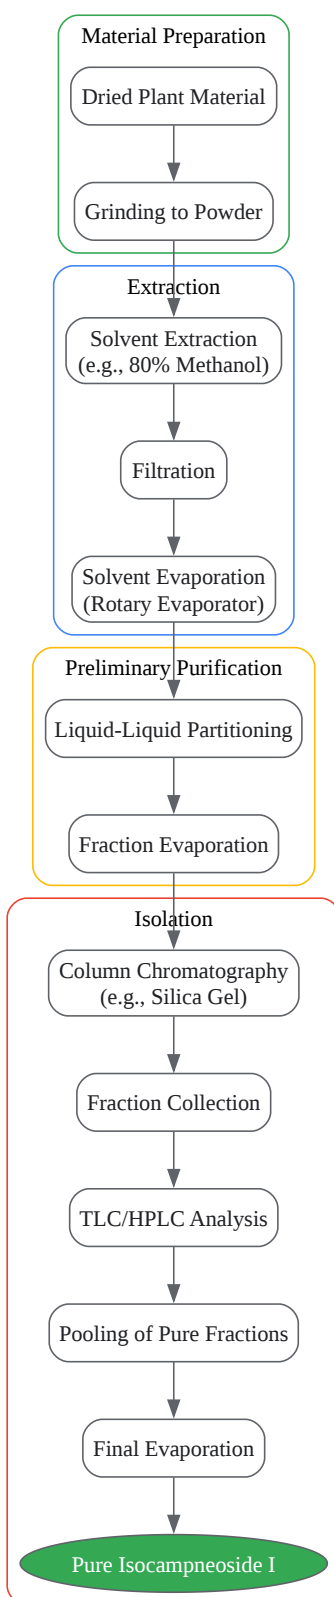 Material Preparation
Dried Plant Material
Grinding to Powder
Extraction
Solvent Extraction
(e.g., 80% Methanol)
Filtration
Solvent Evaporation
(Rotary Evaporator)
Preliminary Purification
Liquid-Liquid Partitioning
Fraction Evaporation
Isolation
Column Chromatography
(e.g., Silica Gel)
Fraction Collection
TLC/HPLC Analysis
Pooling of Pure Fractions
Final Evaporation
Pure Isocampneoside I